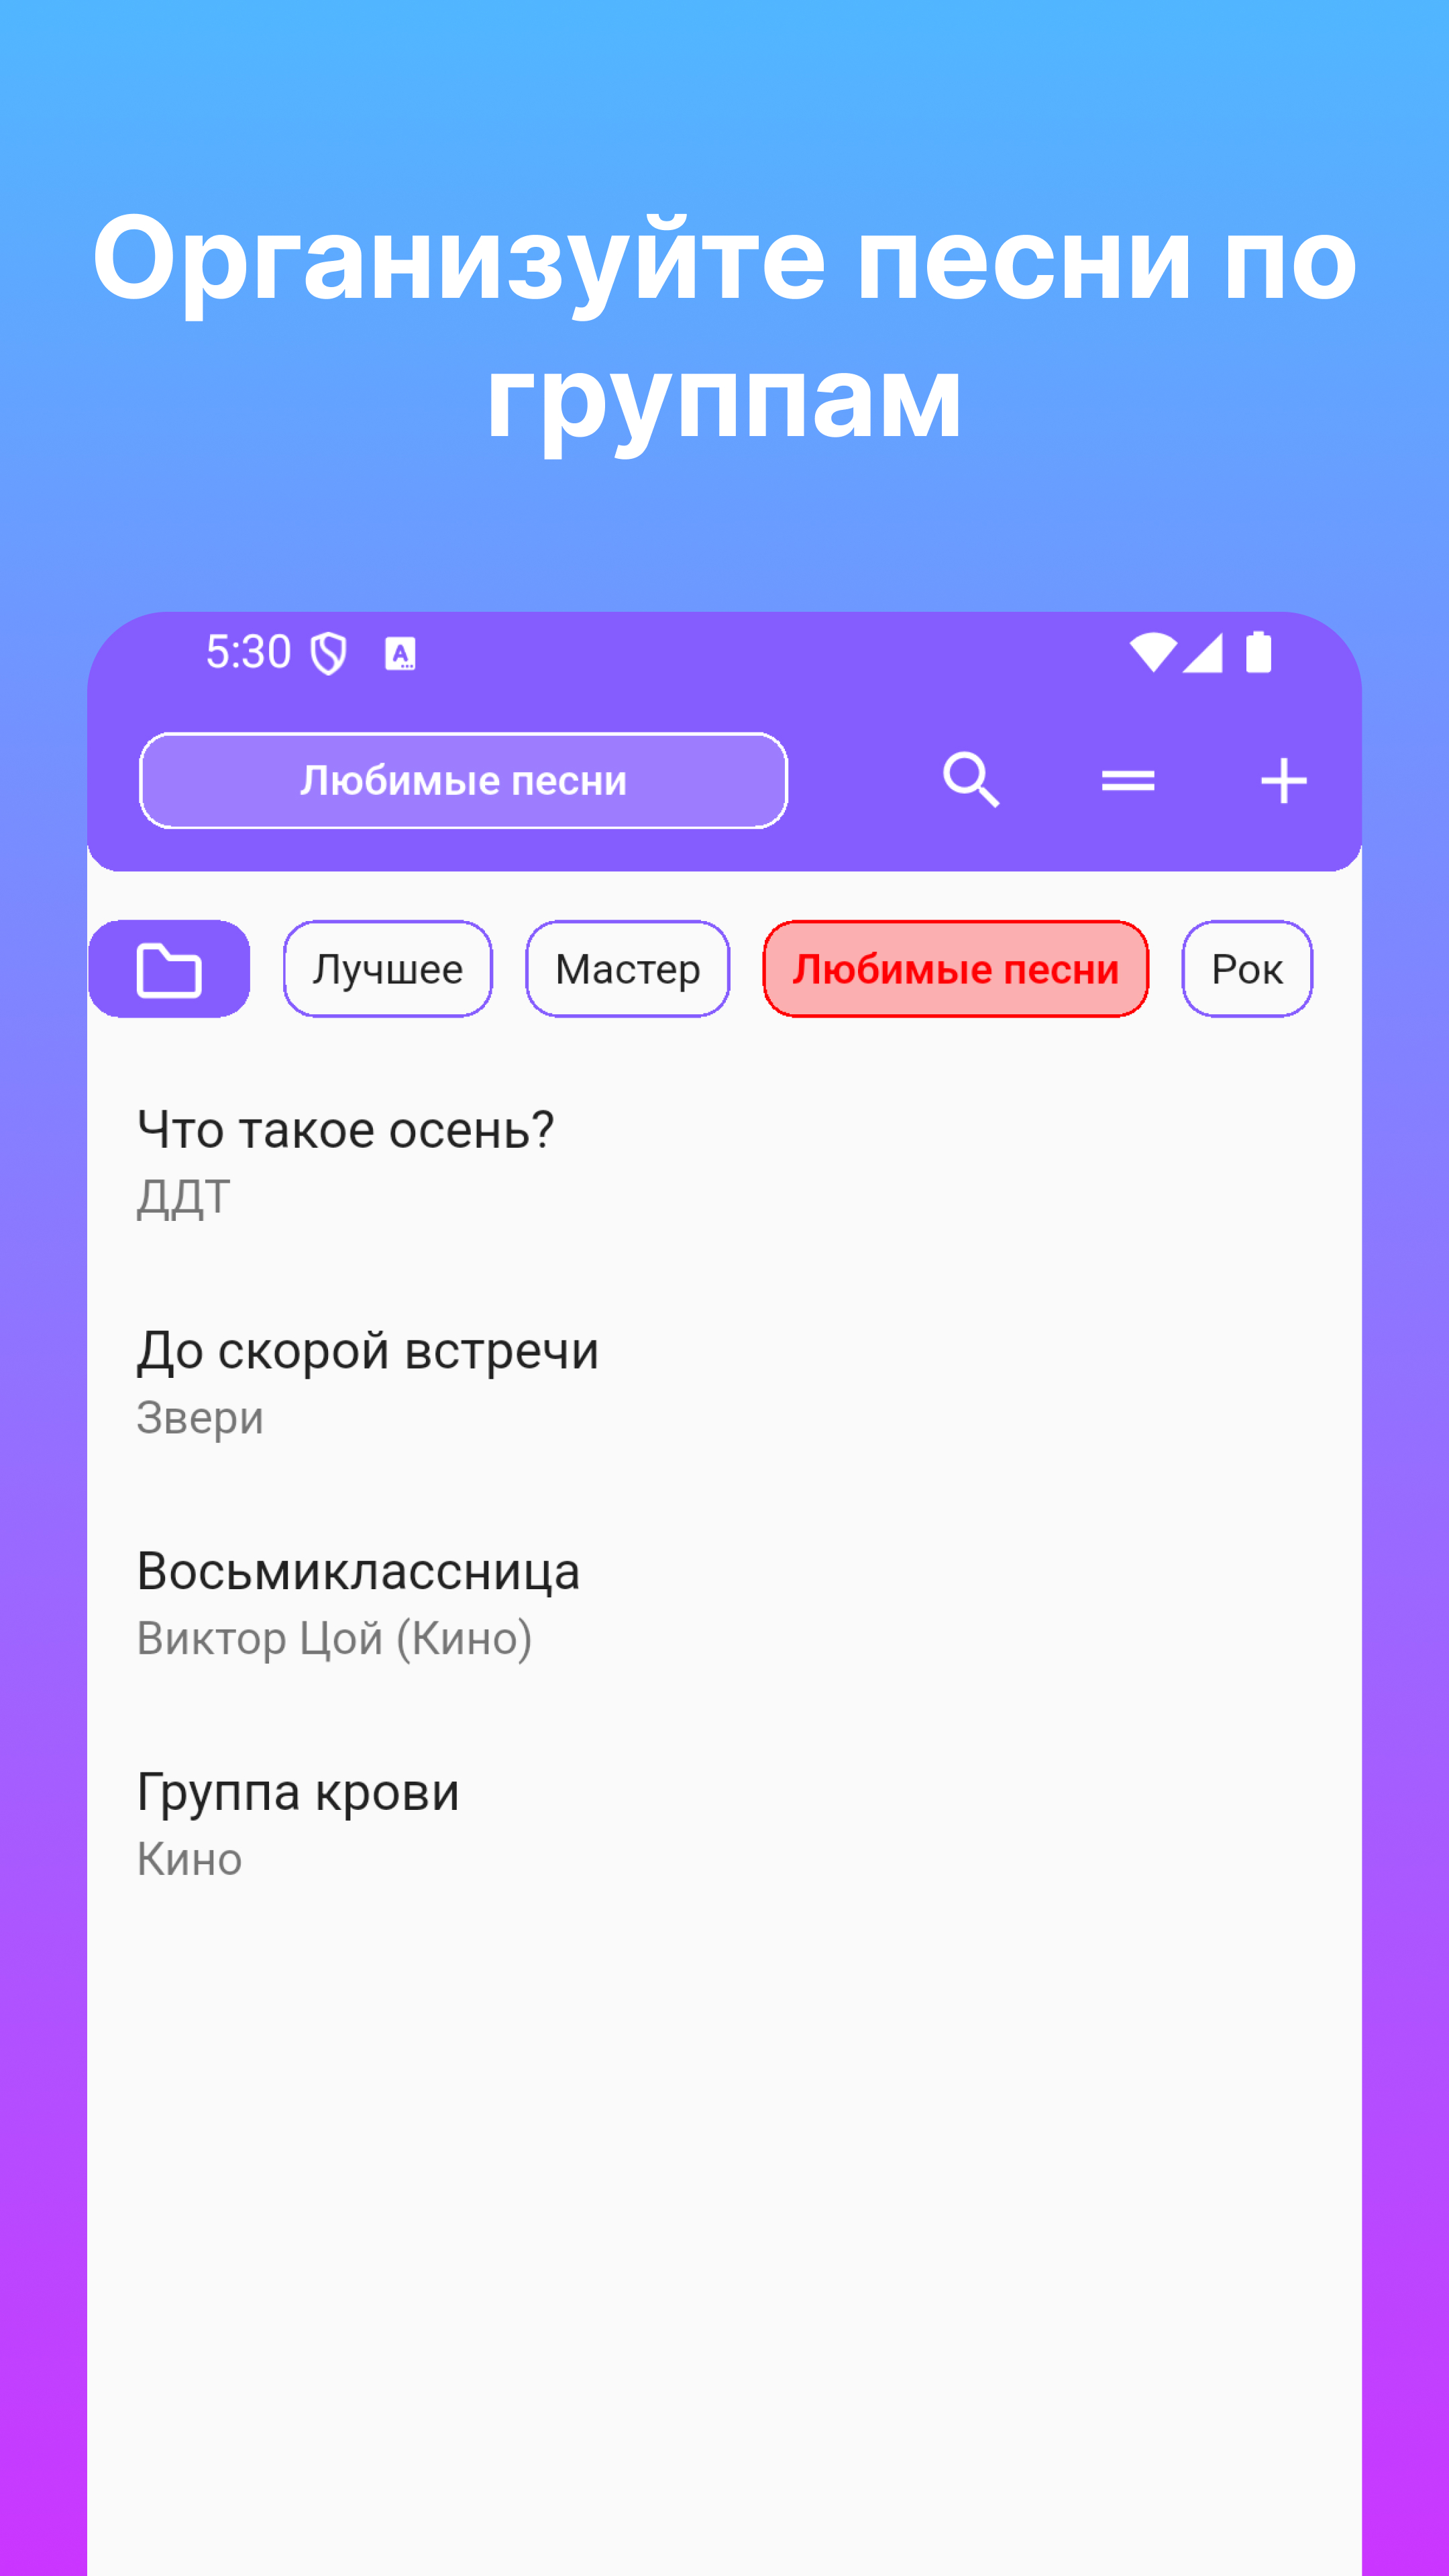 Организуйте песни по
группам
5:30
Любимые песни
Лучшее
Мастер
Любимые песни
Рок
Что такое осень?
ДДТ
До скорой встречи
Звери
Восьмиклассница
Виктор Цой (Кино)
Группа крови
Кино